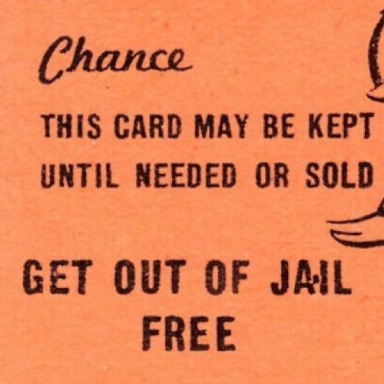 Chance
THIS CARD MAY BE KEPT
UNTIL NEEDED OR SOLD
GET OUT OF JAIL
FREE